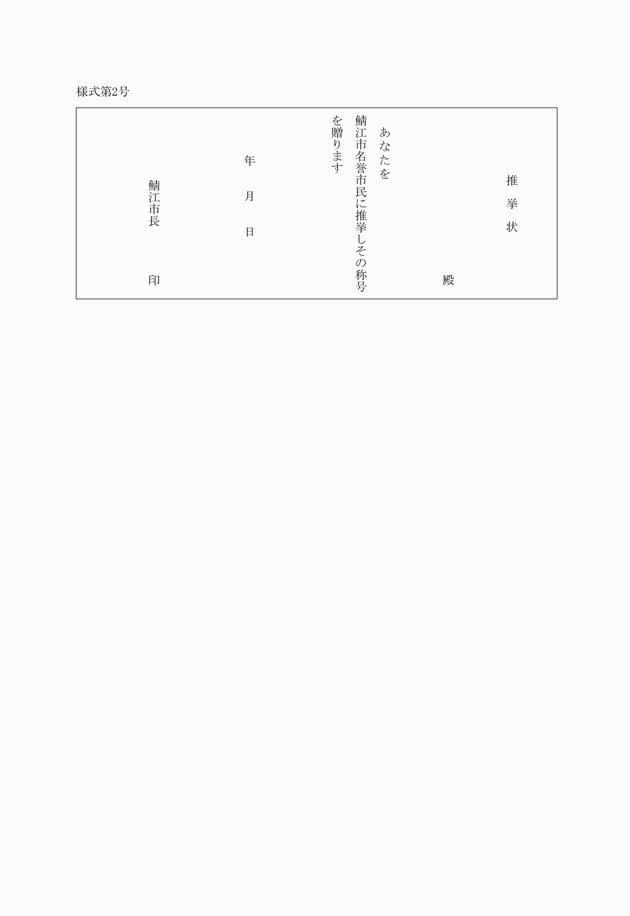 様式第2号
推挙状
殿
あなたを
鯖江市名誉市民に推挙しその称号
を贈ります
年 月 日
鯖江市長 印